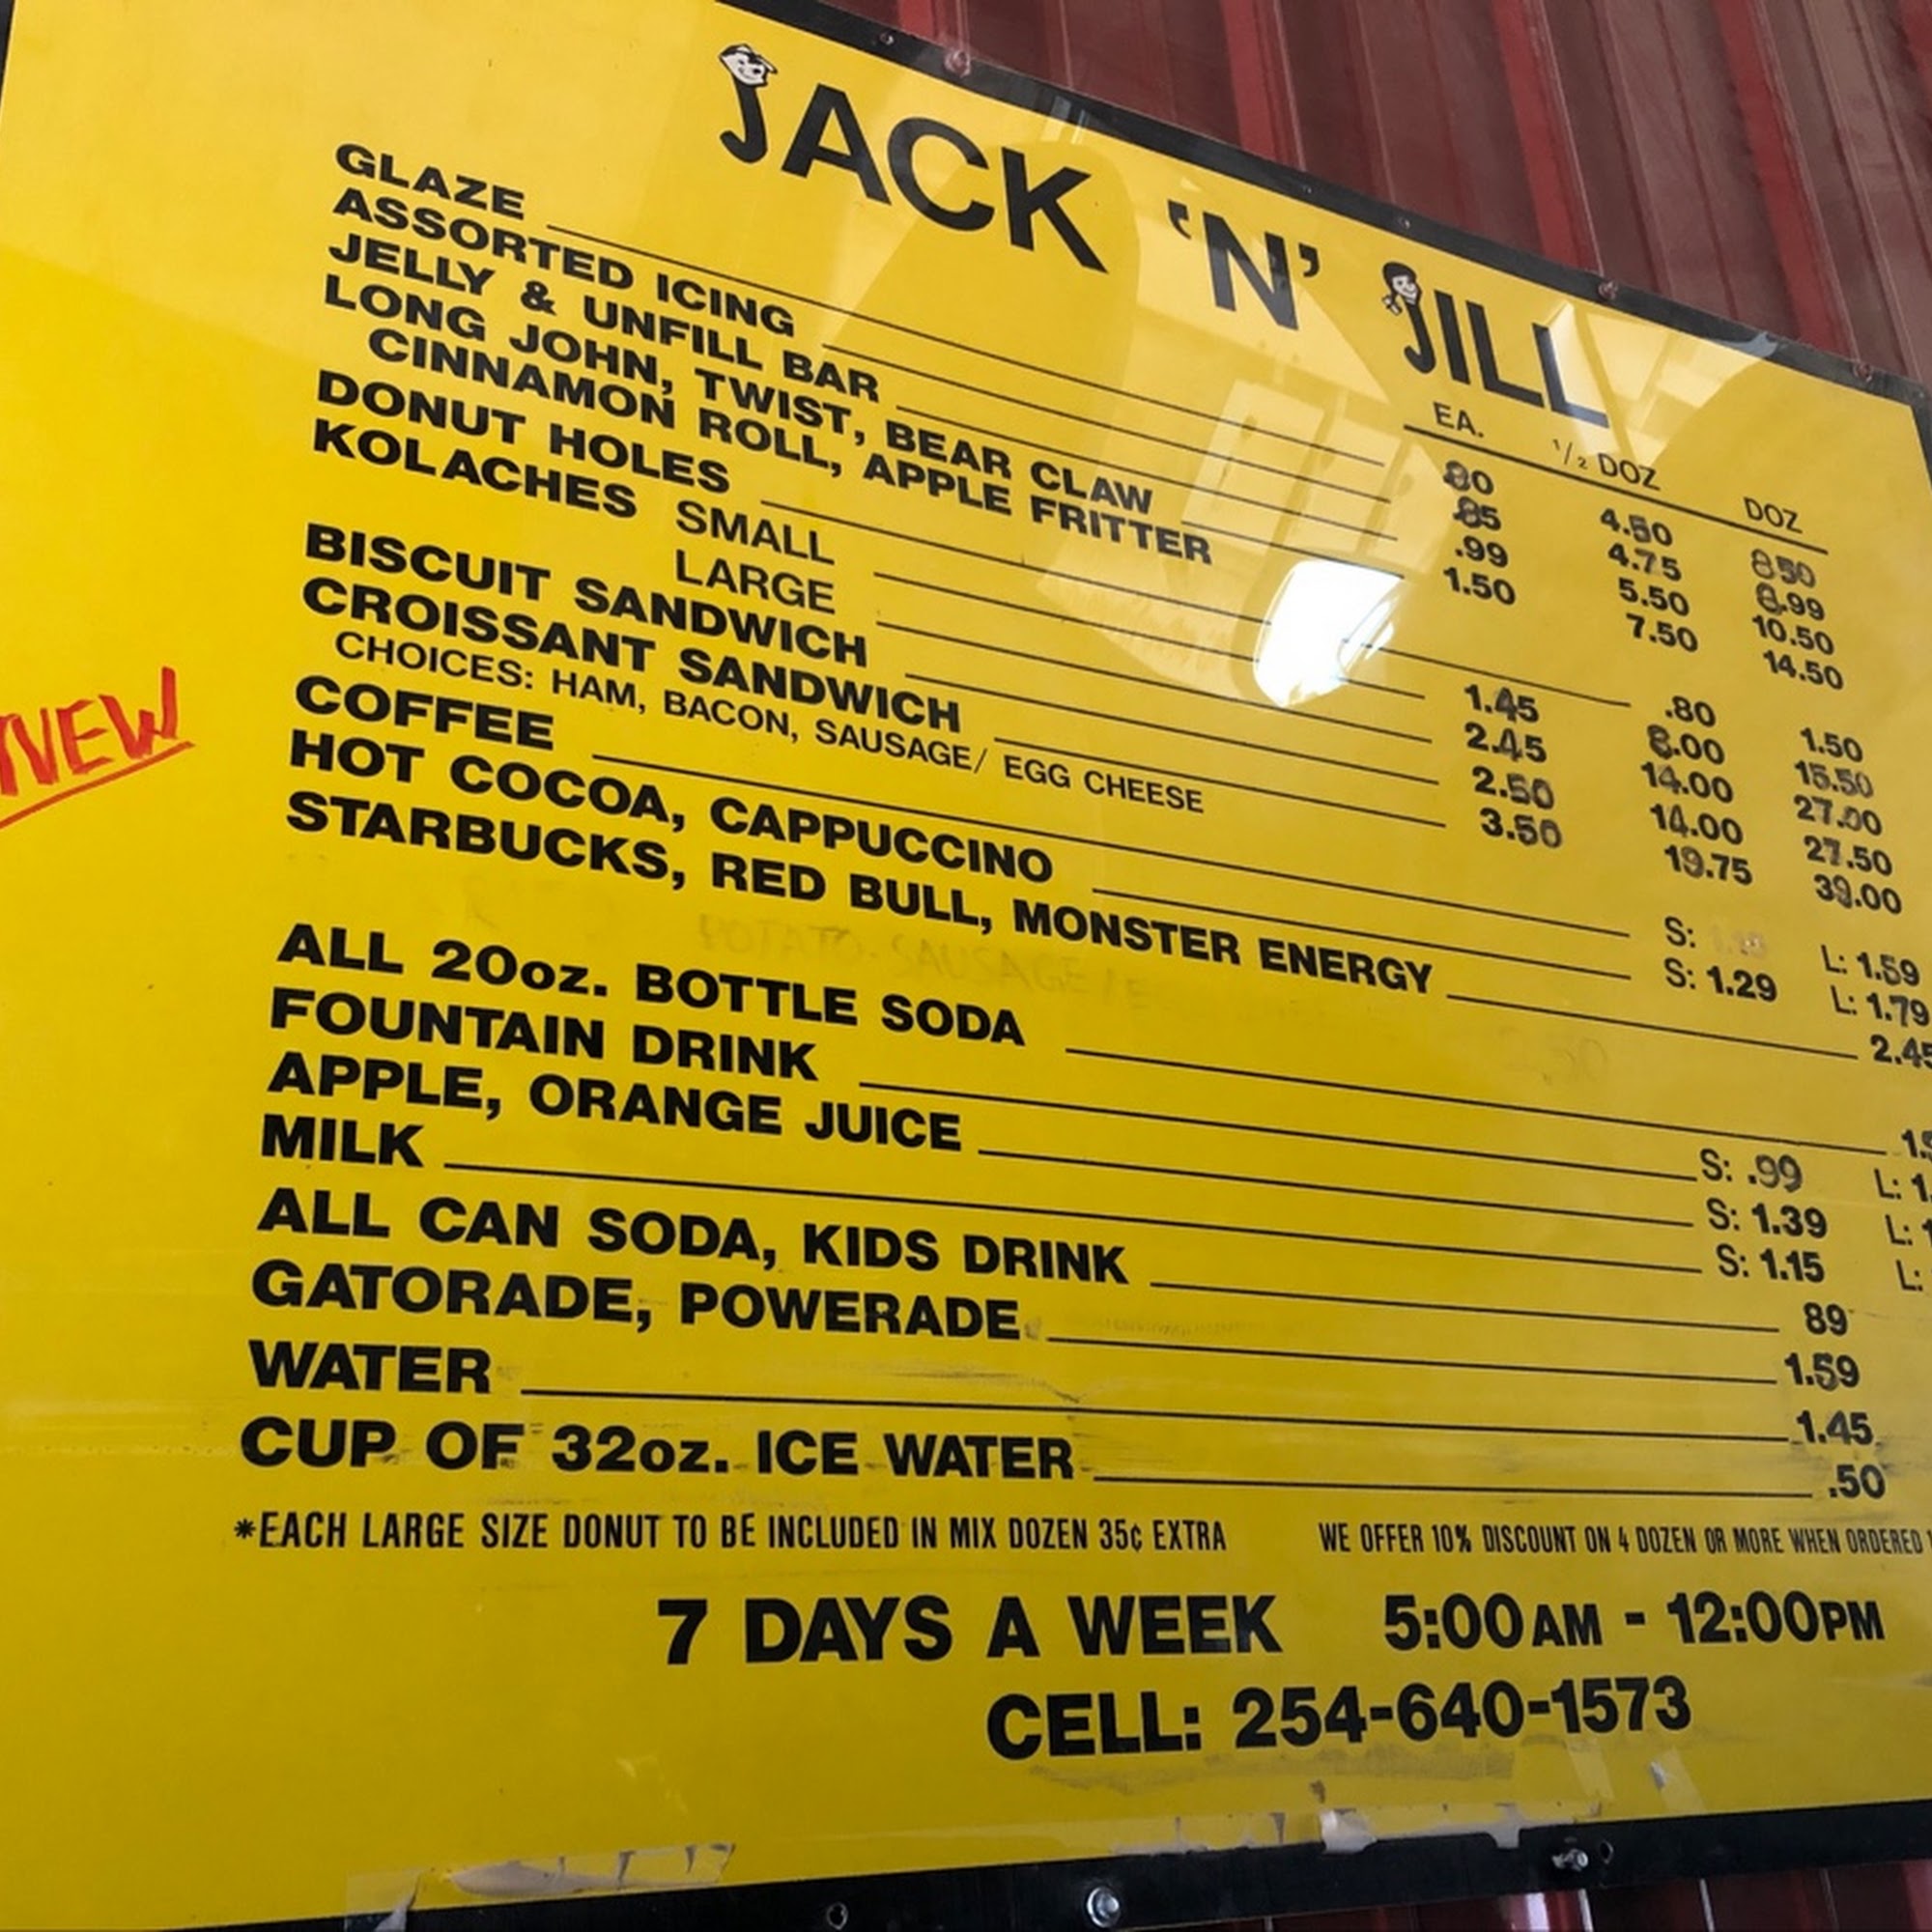 JACK 'N' JILL
EA. 1/2 DOZ DOZ
GLAZE .80 4.50 8.50
ASSORTED ICING .85 4.75 8.99
JELLY & UNFILL BAR .99 5.50 10.50
LONG JOHN, TWIST, BEAR CLAW 1.50 7.50 14.50
CINNAMON ROLL, APPLE FRITTER
DONUT HOLES .80 1.50
KOLACHES SMALL 1.45 8.00 15.50
LARGE 2.45 14.00 27.00
BISCUIT SANDWICH 2.50 14.00 27.50
CROISSANT SANDWICH 3.50 19.75 39.00
CHOICES: HAM, BACON, SAUSAGE/ EGG CHEESE
COFFEE S: L: 1.59
HOT COCOA, CAPPUCCINO S: 1.29 L: 1.79
NEW
STARBUCKS, RED BULL, MONSTER ENERGY 2.45
POTATO SAUSAGE
ALL 20oz. BOTTLE SODA
FOUNTAIN DRINK S: .99 L:
APPLE, ORANGE JUICE S: 1.39 L:
MILK S: 1.15 L:
ALL CAN SODA, KIDS DRINK 89
GATORADE, POWERADE 1.59
WATER 1.45
CUP OF 32oz. ICE WATER .50
*EACH LARGE SIZE DONUT TO BE INCLUDED IN MIX DOZEN 35¢ EXTRA WE OFFER 10% DISCOUNT ON 4 DOZEN OR MORE WHEN ORDERED
7 DAYS A WEEK 5:00AM - 12:00PM
CELL: 254-640-1573